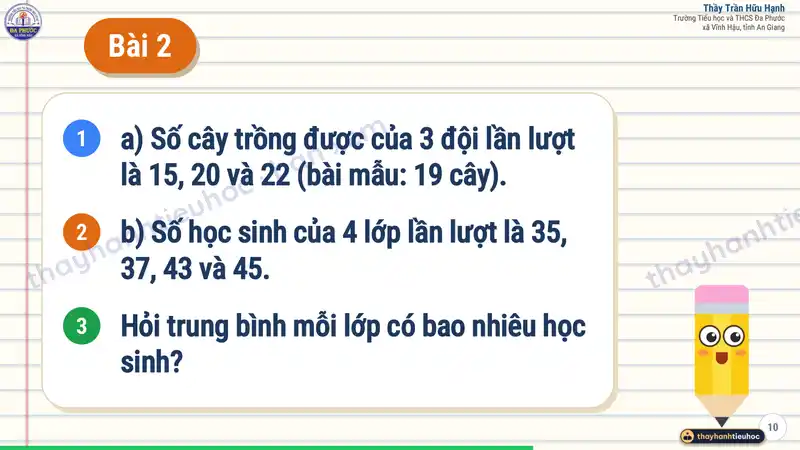 Thầy Trần Hữu Hạnh
Trường Tiểu học và THCS Đa Phước
xã Vĩnh Hậu, tỉnh An Giang
ĐA PHƯỚC
Bài 2
1
a) Số cây trồng được của 3 đội lần lượt
là 15, 20 và 22 (bài mẫu: 19 cây).
2
b) Số học sinh của 4 lớp lần lượt là 35,
37, 43 và 45.
3
Hỏi trung bình mỗi lớp có bao nhiêu học
sinh?
10
thayhanhtieuhoc